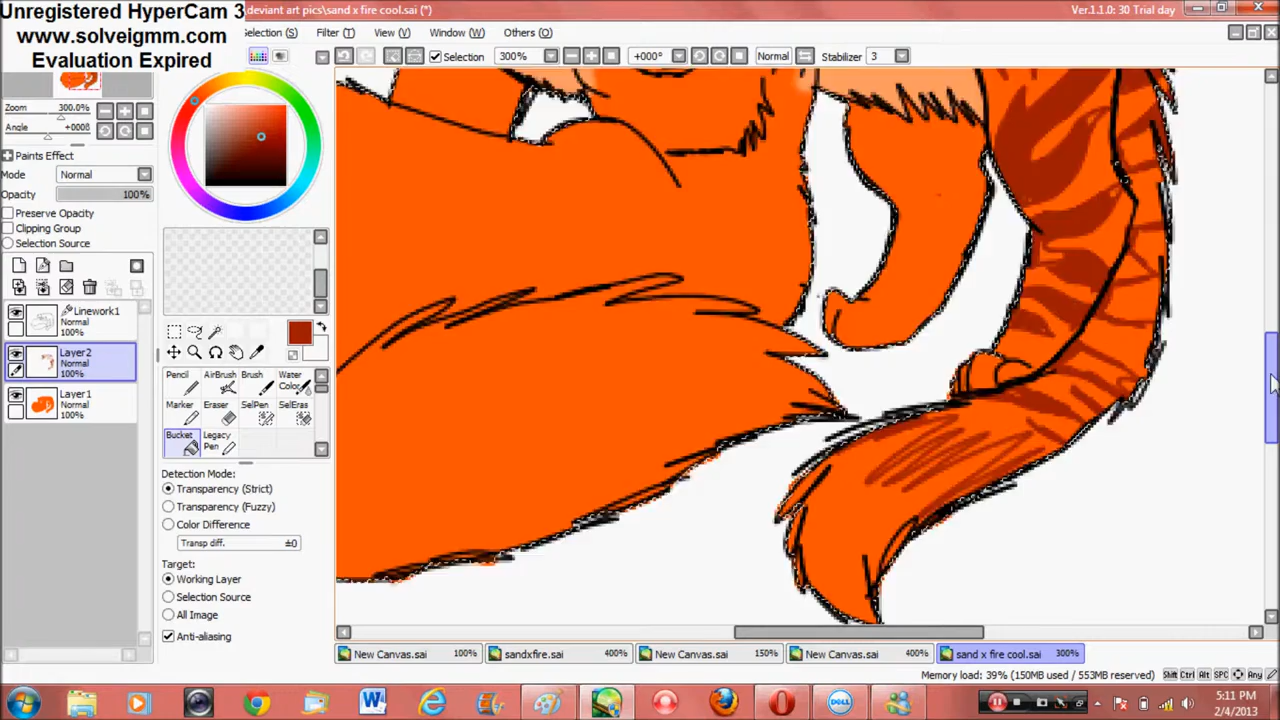 Unregistered HyperCam 3
www.solveigmm.com
Evaluation Expired
deviant art pics\sand x fire cool.sai (*)
Ver.1.1.0: 30 Trial day
Selection (S) Filter (T) View (V) Window (W) Others (O)
Selection 300% +000° Normal Stabilizer 3
Zoom 300.0%
Angle +000θ
Paints Effect
Mode Normal
Opacity 100%
Preserve Opacity
Clipping Group
Selection Source
Linework1
Normal
100%
Layer2
Normal
100%
Layer1
Normal
100%
Pencil AirBrush Brush Water Color
Marker Eraser SelPen SelEras
Bucket Legacy Pen
Detection Mode:
Transparency (Strict)
Transparency (Fuzzy)
Color Difference
Transp diff. ±0
Target:
Working Layer
Selection Source
All Image
Anti-aliasing
New Canvas.sai 100% sandxfire.sai 400% New Canvas.sai 150% New Canvas.sai 400% sand x fire cool.sai 300%
Memory load: 39% (150MB used / 553MB reserved) Shift Ctrl Alt SPC Any
5:11 PM
2/4/2013